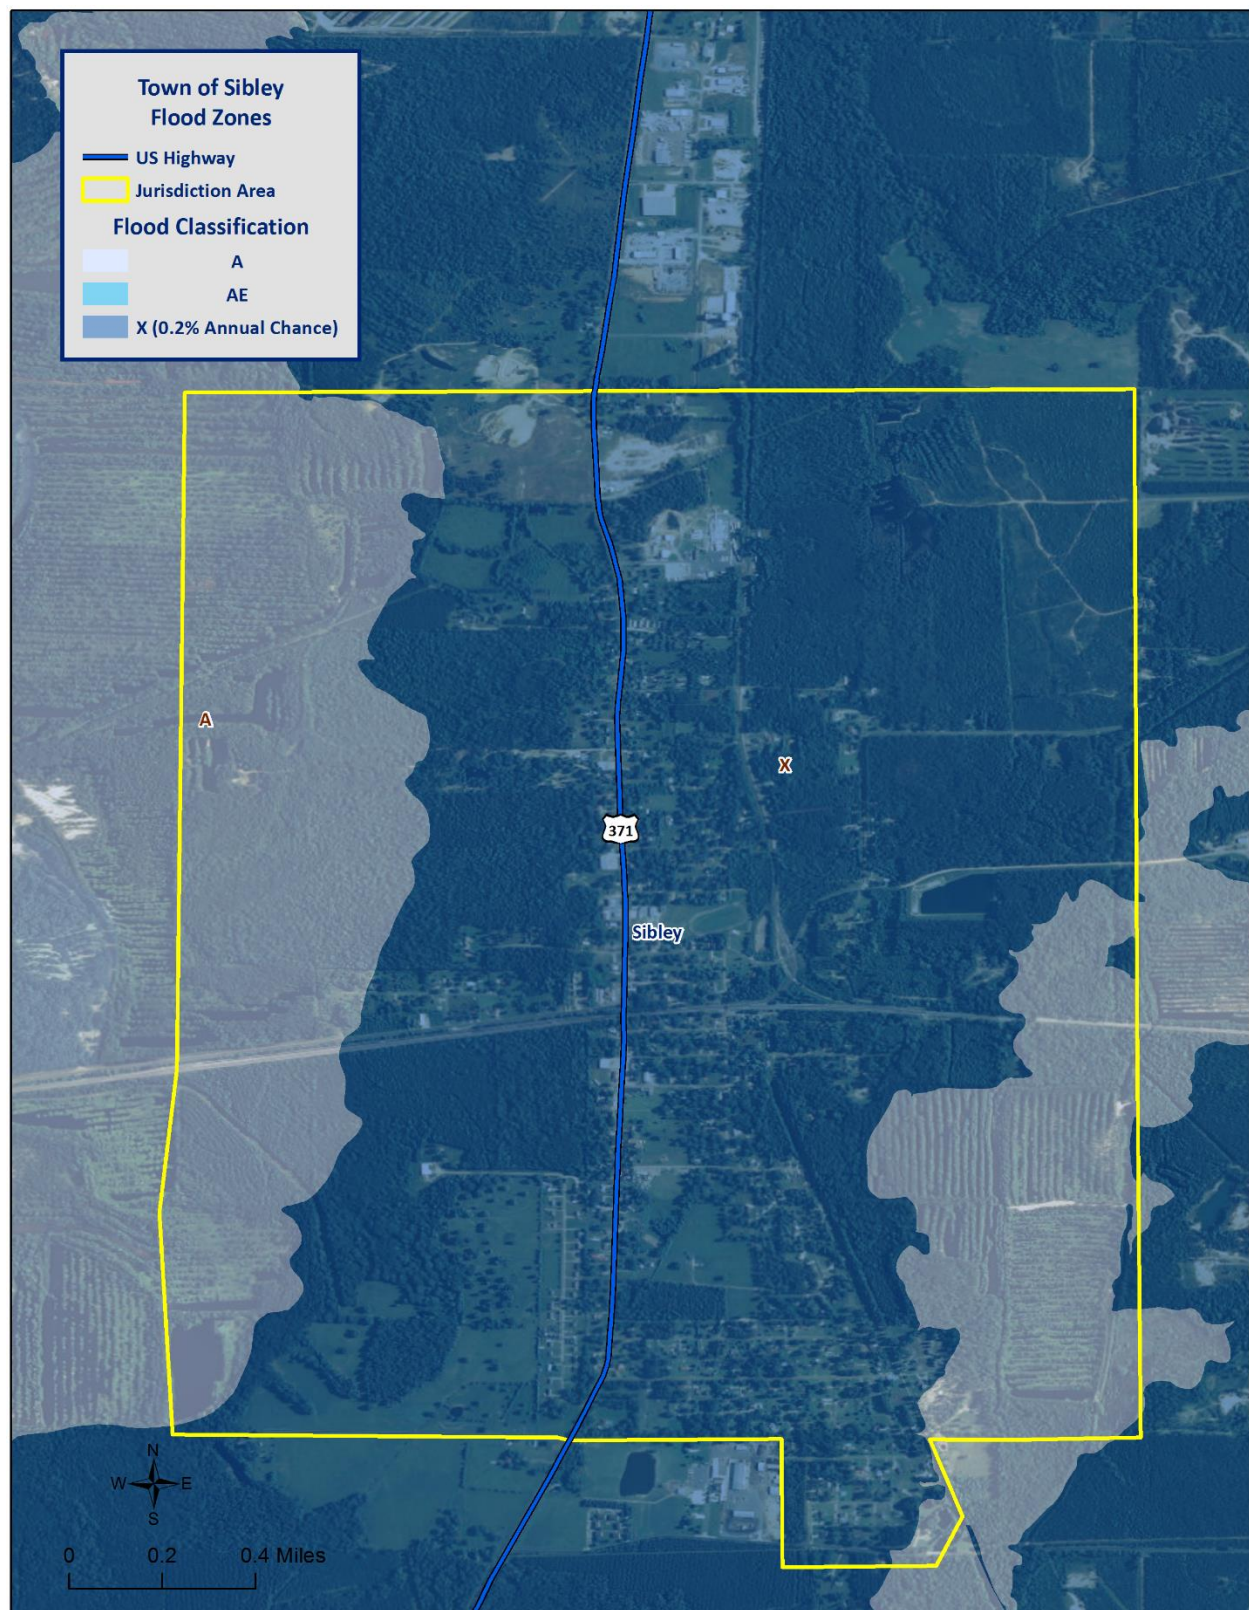 Town of Sibley
Flood Zones
US Highway
Jurisdiction Area
Flood Classification
A
AE
X (0.2% Annual Chance)
A
X
371
Sibley
N
W E
S
0 0.2 0.4 Miles